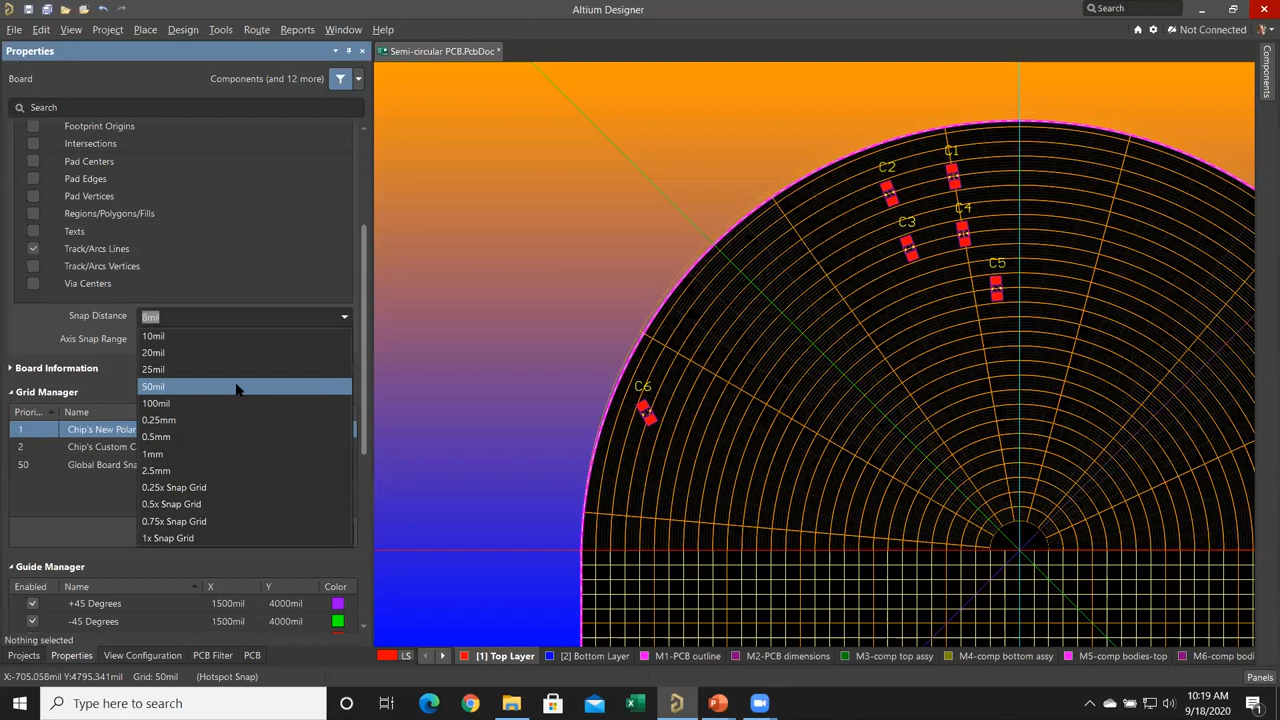 Altium Designer
Search
File Edit View Project Place Design Tools Route Reports Window Help
Not Connected
Properties
Semi-circular PCB.PcbDoc *
Board
Components (and 12 more)
Search
Components
Footprint Origins
Intersections
Pad Centers
Pad Edges
Pad Vertices
Regions/Polygons/Fills
Texts
Track/Arcs Lines
Track/Arcs Vertices
Via Centers
Snap Distance
8mil
Axis Snap Range
10mil
20mil
25mil
50mil
100mil
0.25mm
0.5mm
1mm
2.5mm
0.25x Snap Grid
0.5x Snap Grid
0.75x Snap Grid
1x Snap Grid
Board Information
Grid Manager
Priori... Name
1 Chip's New Polar
2 Chip's Custom C
50 Global Board Sna
Guide Manager
Enabled Name X Y Color
+45 Degrees 1500mil 4000mil
-45 Degrees 1500mil 4000mil
C1
C2
C4
C3
C5
C6
Nothing selected
Projects Properties View Configuration PCB Filter PCB
LS [1] Top Layer [2] Bottom Layer M1-PCB outline M2-PCB dimensions M3-comp top assy M4-comp bottom assy M5-comp bodies-top M6-comp bodi
X:-705.058mil Y:4795.341mil Grid: 50mil (Hotspot Snap)
Panels
Type here to search
10:19 AM
9/18/2020
1